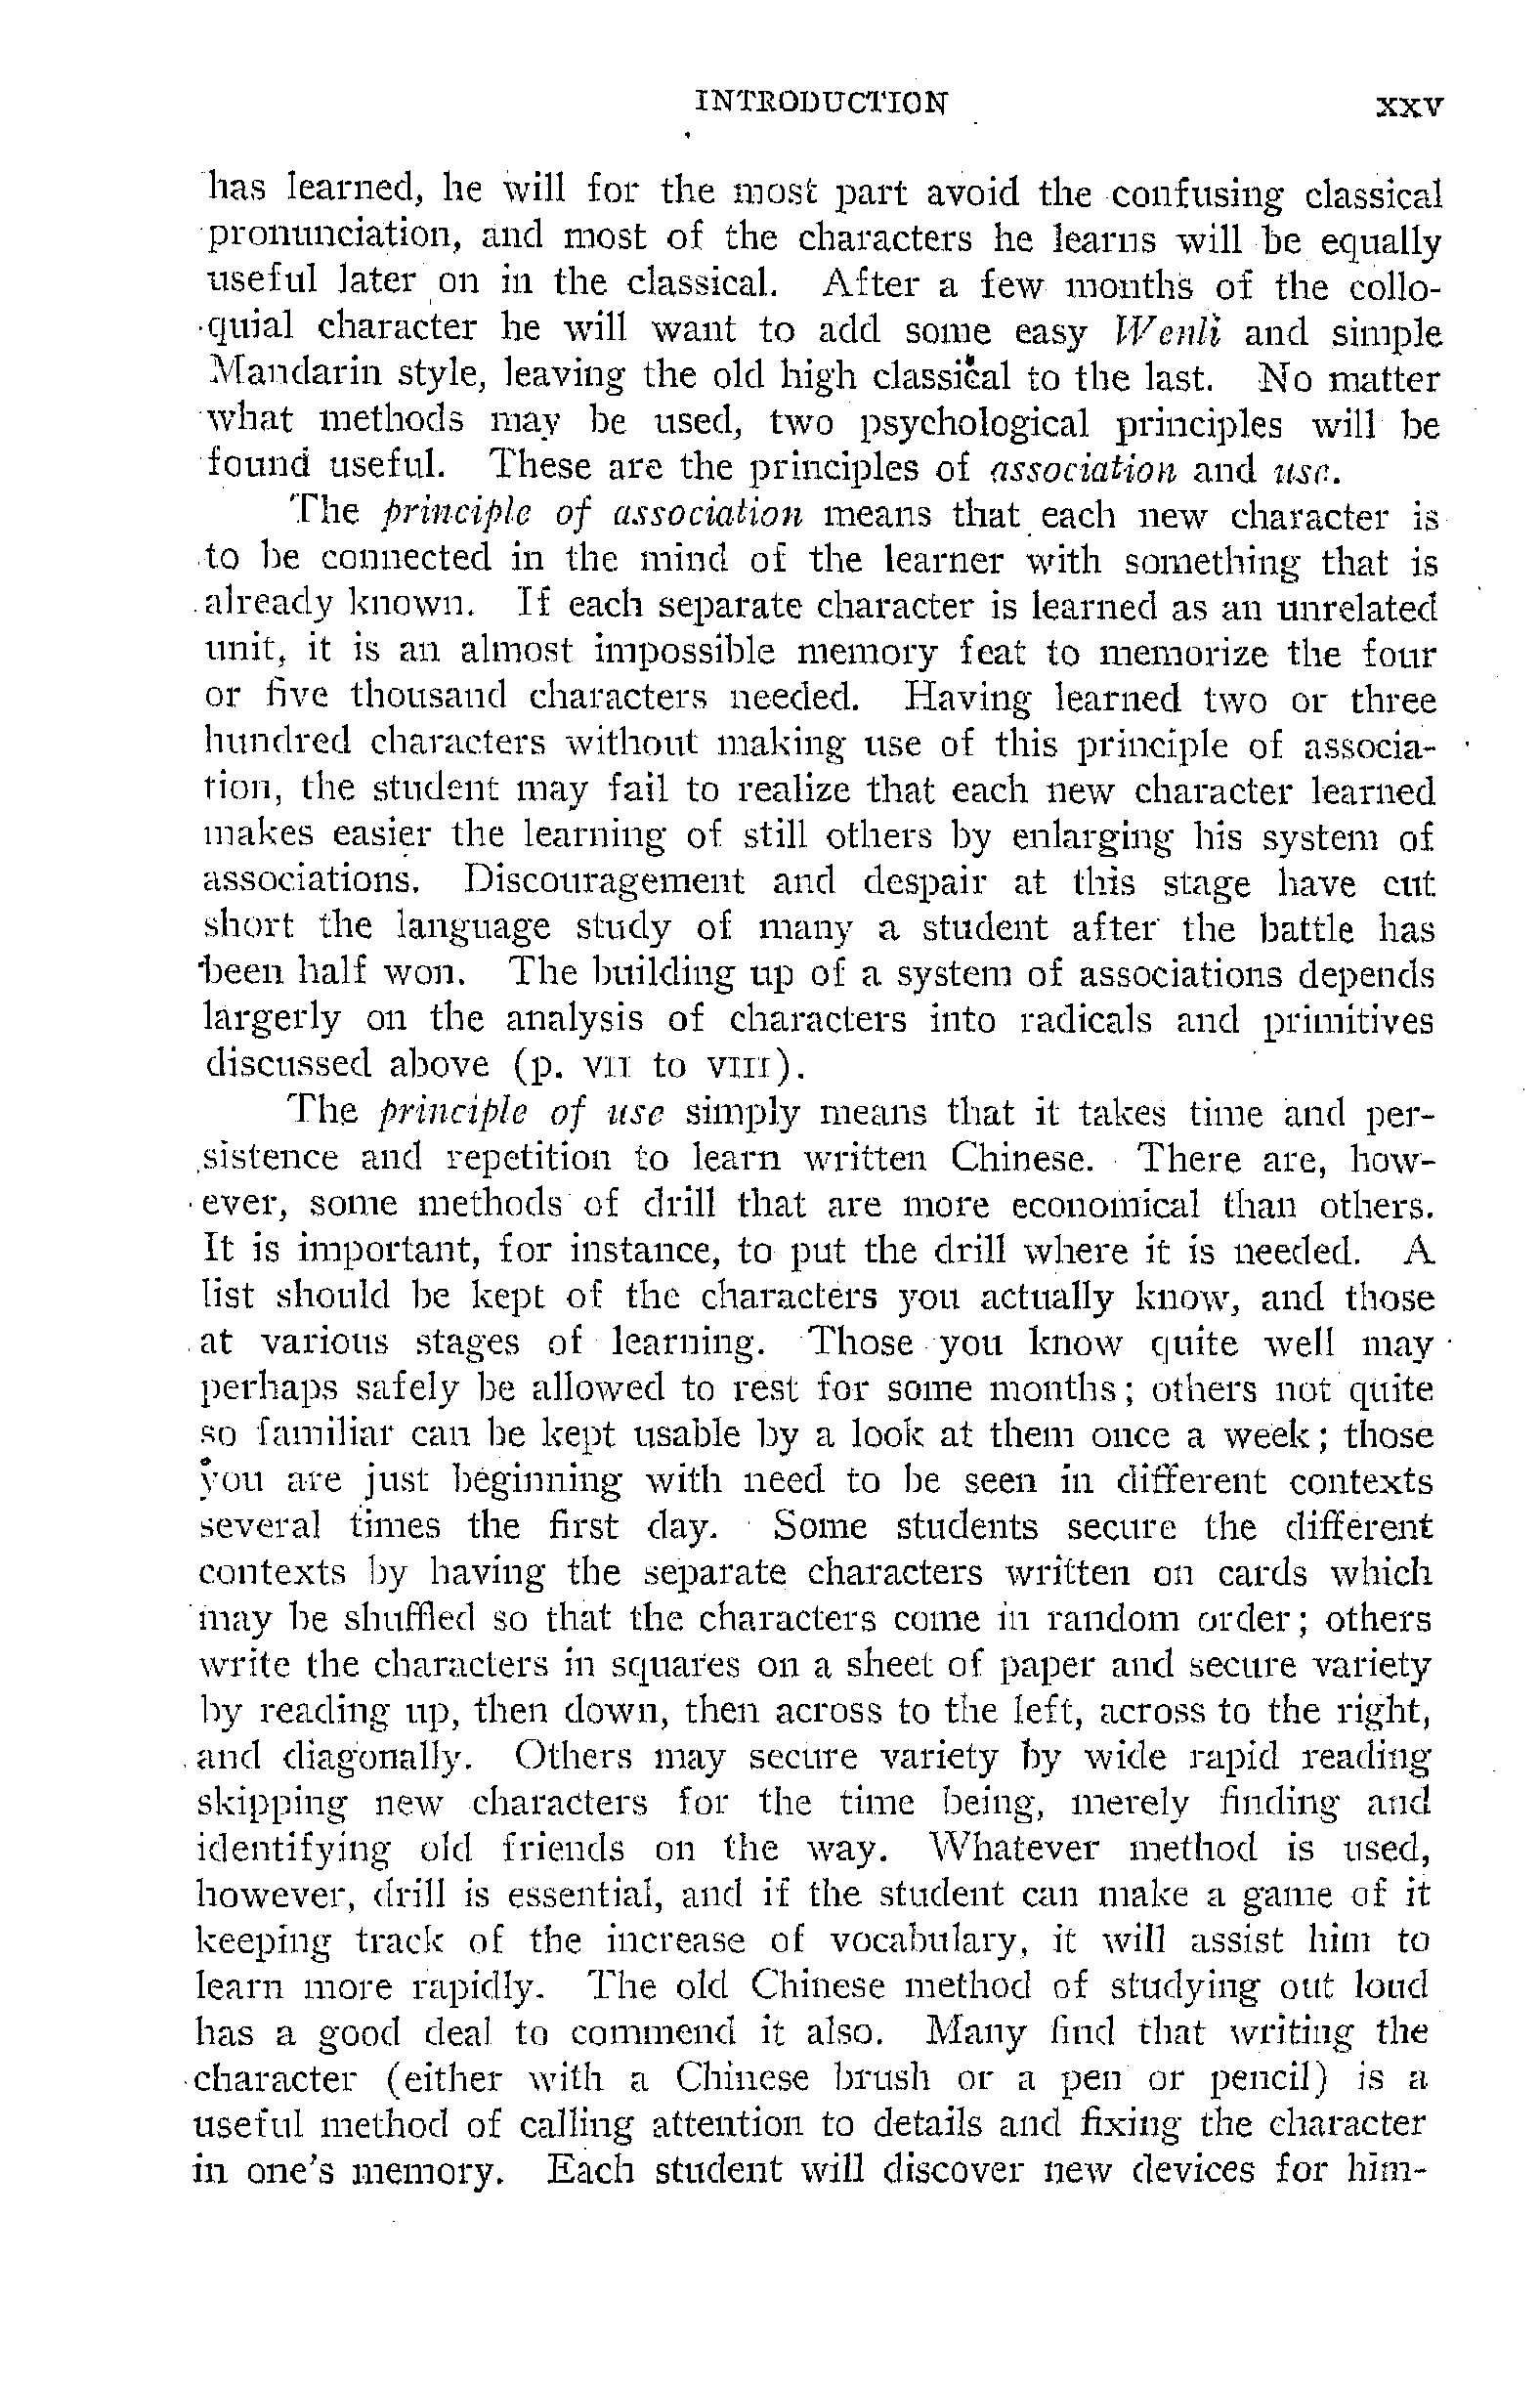 INTRODUCTION xxv
has learned, he will for the most part avoid the confusing classical
pronunciation, and most of the characters he learns will be equally
useful later on in the classical. After a few months of the collo-
quial character he will want to add some easy Wenli and simple
Mandarin style, leaving the old high classical to the last. No matter
what methods may be used, two psychological principles will be
found useful. These are the principles of association and use.
The principle of association means that each new character is
to be connected in the mind of the learner with something that is
already known. If each separate character is learned as an unrelated
unit, it is an almost impossible memory feat to memorize the four
or five thousand characters needed. Having learned two or three
hundred characters without making use of this principle of associa-
tion, the student may fail to realize that each new character learned
makes easier the learning of still others by enlarging his system of
associations. Discouragement and despair at this stage have cut
short the language study of many a student after the battle has
been half won. The building up of a system of associations depends
largerly on the analysis of characters into radicals and primitives
discussed above (p. VII to VIII).
The principle of use simply means that it takes time and per-
sistence and repetition to learn written Chinese. There are, how-
ever, some methods of drill that are more economical than others.
It is important, for instance, to put the drill where it is needed. A
list should be kept of the characters you actually know, and those
at various stages of learning. Those you know quite well may
perhaps safely be allowed to rest for some months; others not quite
so familiar can be kept usable by a look at them once a week; those
you are just beginning with need to be seen in different contexts
several times the first day. Some students secure the different
contexts by having the separate characters written on cards which
may be shuffled so that the characters come in random order; others
write the characters in squares on a sheet of paper and secure variety
by reading up, then down, then across to the left, across to the right,
and diagonally. Others may secure variety by wide rapid reading
skipping new characters for the time being, merely finding and
identifying old friends on the way. Whatever method is used,
however, drill is essential, and if the student can make a game of it
keeping track of the increase of vocabulary, it will assist him to
learn more rapidly. The old Chinese method of studying out loud
has a good deal to commend it also. Many find that writing the
character (either with a Chinese brush or a pen or pencil) is a
useful method of calling attention to details and fixing the character
in one's memory. Each student will discover new devices for him-